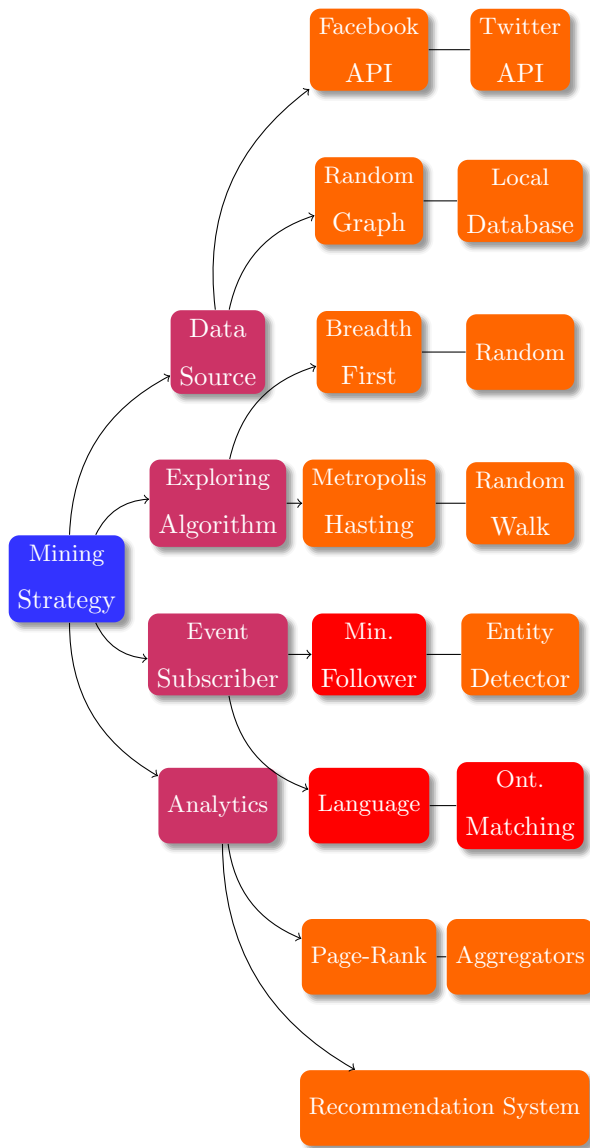 Facebook
API
Twitter
API
Random
Graph
Local
Database
Data
Source
Breadth
First
Random
Exploring
Algorithm
Metropolis
Hasting
Random
Walk
Mining
Strategy
Event
Subscriber
Min.
Follower
Entity
Detector
Analytics
Language
Ont.
Matching
Page-Rank
Aggregators
Recommendation System